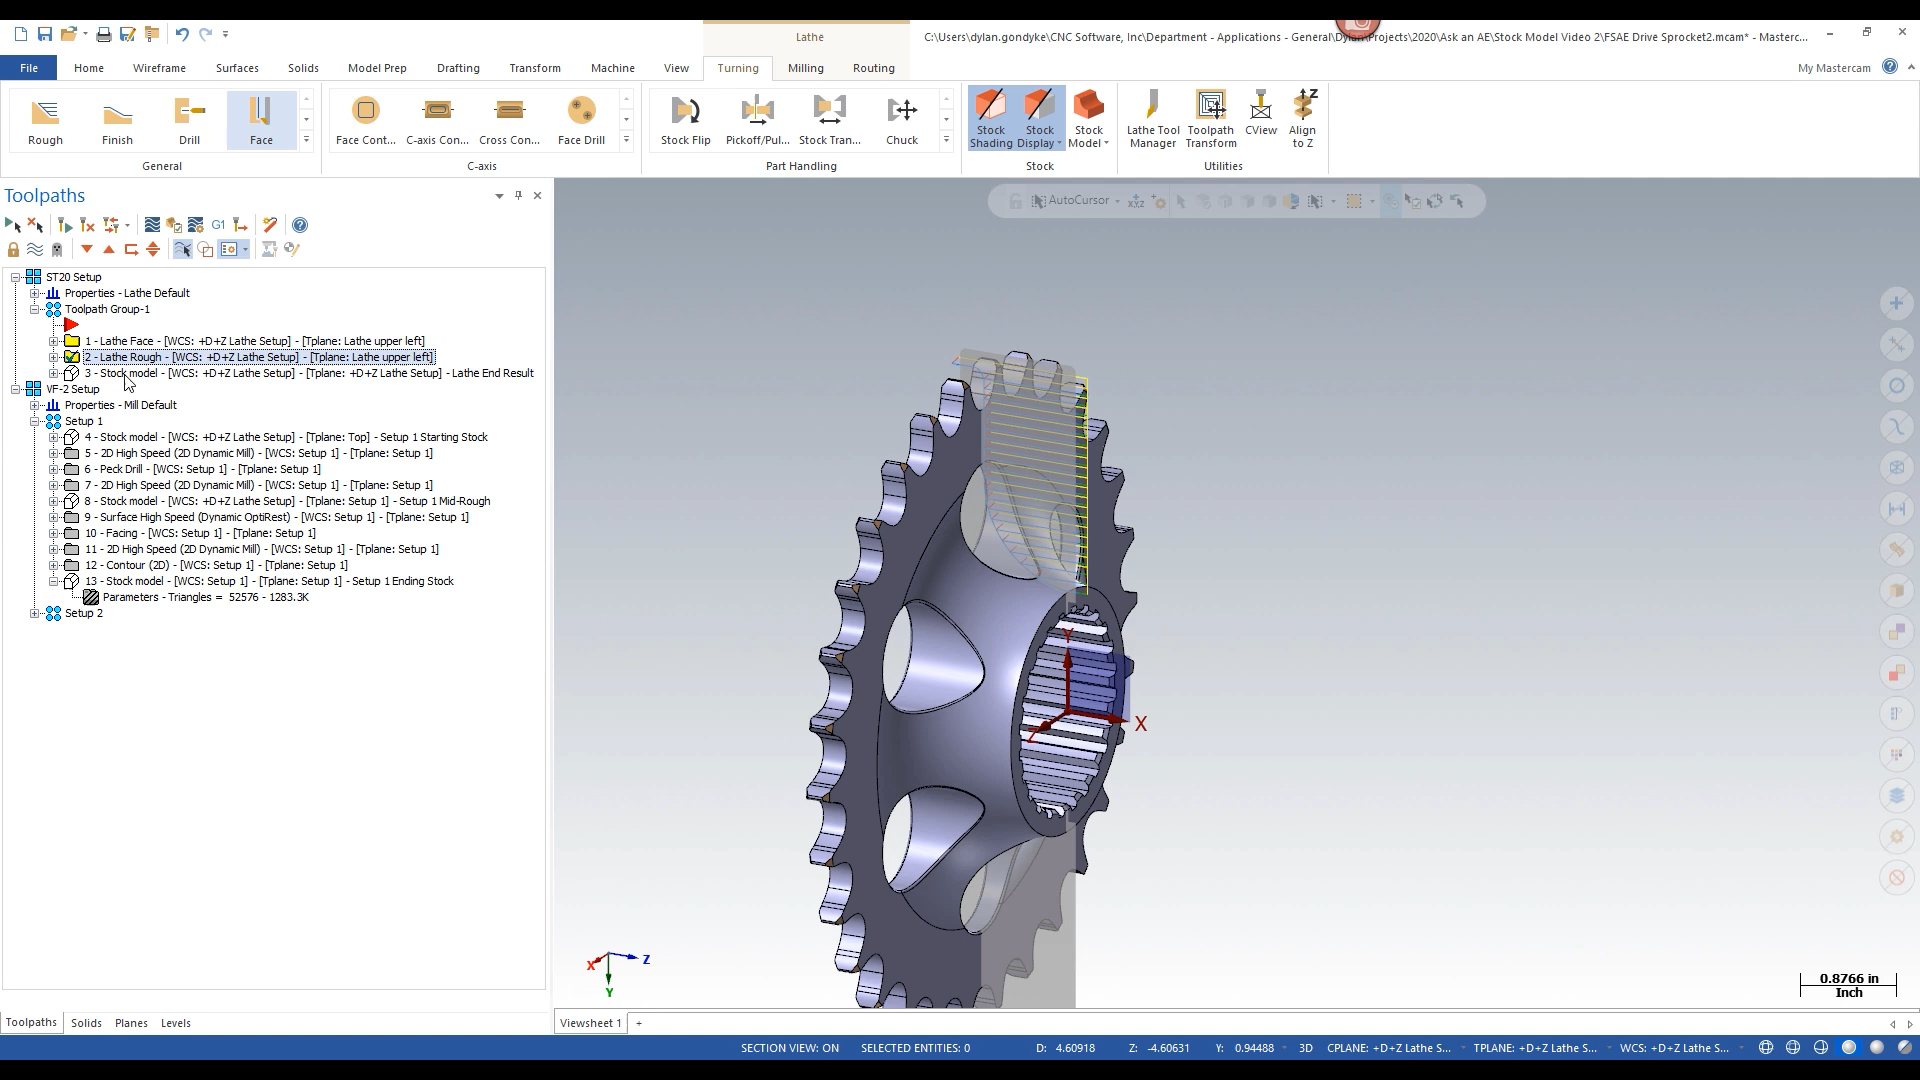 Lathe
C:\Users\dylan.gondyke\CNC Software, Inc\Department - Applications - General\Dylan\Projects\2020\Ask an AE\Stock Model Video 2\FSAE Drive Sprocket2.mcam* - Masterc...
File Home Wireframe Surfaces Solids Model Prep Drafting Transform Machine View Turning Milling Routing My Mastercam
Rough Finish Drill Face
Face Cont... C-axis Con... Cross Con... Face Drill
Stock Flip Pickoff/Pul... Stock Tran... Chuck
Stock Shading
Stock Display
Stock Model
Lathe Tool Manager
Toolpath Transform
CView
Align to Z
General C-axis Part Handling Stock Utilities
Toolpaths
AutoCursor
G1
ST20 Setup
Properties - Lathe Default
Toolpath Group-1
1 - Lathe Face - [WCS: +D+Z Lathe Setup] - [Tplane: Lathe upper left]
2 - Lathe Rough - [WCS: +D+Z Lathe Setup] - [Tplane: Lathe upper left]
3 - Stock model - [WCS: +D+Z Lathe Setup] - [Tplane: +D+Z Lathe Setup] - Lathe End Result
VF-2 Setup
Properties - Mill Default
Setup 1
4 - Stock model - [WCS: +D+Z Lathe Setup] - [Tplane: Top] - Setup 1 Starting Stock
5 - 2D High Speed (2D Dynamic Mill) - [WCS: Setup 1] - [Tplane: Setup 1]
6 - Peck Drill - [WCS: Setup 1] - [Tplane: Setup 1]
7 - 2D High Speed (2D Dynamic Mill) - [WCS: Setup 1] - [Tplane: Setup 1]
8 - Stock model - [WCS: +D+Z Lathe Setup] - [Tplane: Setup 1] - Setup 1 Mid-Rough
9 - Surface High Speed (Dynamic OptiRest) - [WCS: Setup 1] - [Tplane: Setup 1]
10 - Facing - [WCS: Setup 1] - [Tplane: Setup 1]
11 - 2D High Speed (2D Dynamic Mill) - [WCS: Setup 1] - [Tplane: Setup 1]
12 - Contour (2D) - [WCS: Setup 1] - [Tplane: Setup 1]
13 - Stock model - [WCS: Setup 1] - [Tplane: Setup 1] - Setup 1 Ending Stock
Parameters - Triangles = 52576 - 1283.3K
Setup 2
Y
X
Z
X
Z
Y
0.8766 in
Inch
Toolpaths Solids Planes Levels
Viewsheet 1 +
SECTION VIEW: ON SELECTED ENTITIES: 0 D: 4.60918 Z: -4.60631 Y: 0.94488 3D CPLANE: +D+Z Lathe S... TPLANE: +D+Z Lathe S... WCS: +D+Z Lathe S...